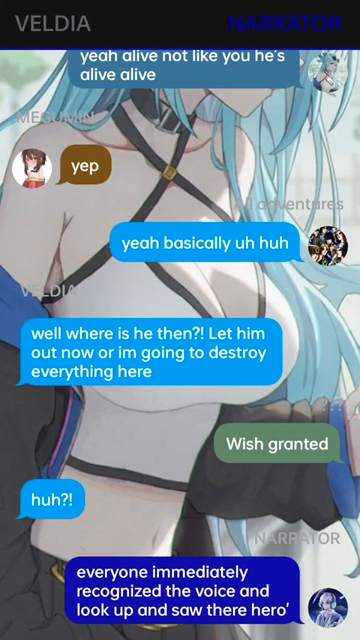 VELDIA
NARRATOR
yeah alive not like you he's
alive alive
MEGUMIN
yep
adventures
yeah basically uh huh
VELDIA
well where is he then?! Let him
out now or im going to destroy
everything here
???
Wish granted
huh?!
NARRATOR
everyone immediately
recognized the voice and
look up and saw there hero'